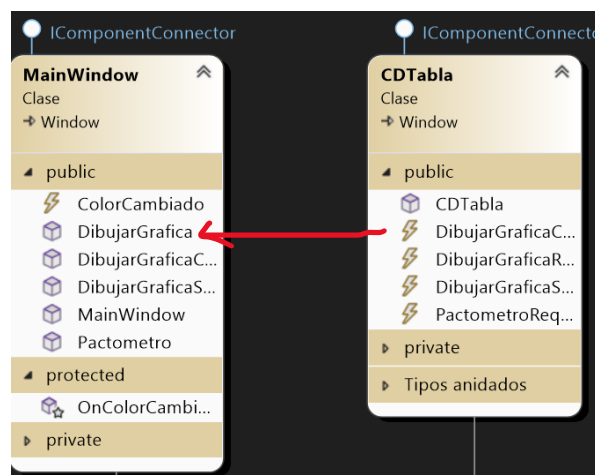 IComponentConnector
MainWindow
Clase
Window
public
ColorCambiado
DibujarGrafica
DibujarGraficaC...
DibujarGraficaS...
MainWindow
Pactometro
protected
OnColorCambi...
private
IComponentConnecto
CDTabla
Clase
Window
public
CDTabla
DibujarGraficaC...
DibujarGraficaR...
DibujarGraficaS...
PactometroReq...
private
Tipos anidados